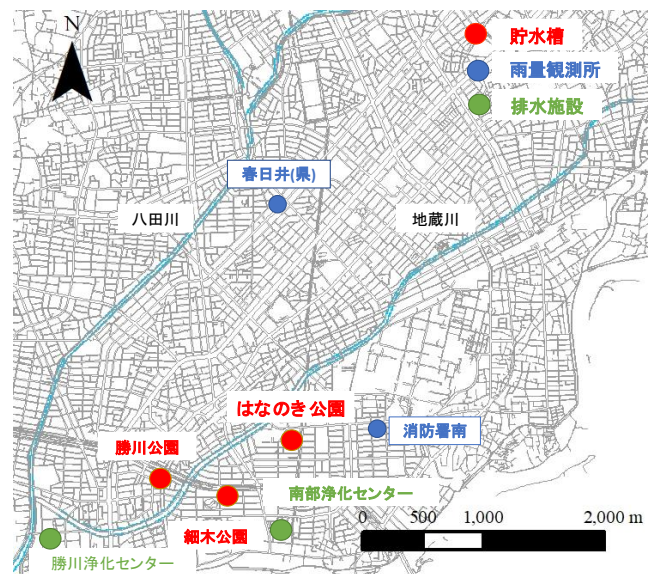 N
貯水槽
雨量観測所
排水施設
春日井(県)
八田川
地蔵川
はなのき公園
消防署南
勝川公園
南部浄化センター
細木公園
勝川浄化センター
0 500 1,000 2,000 m